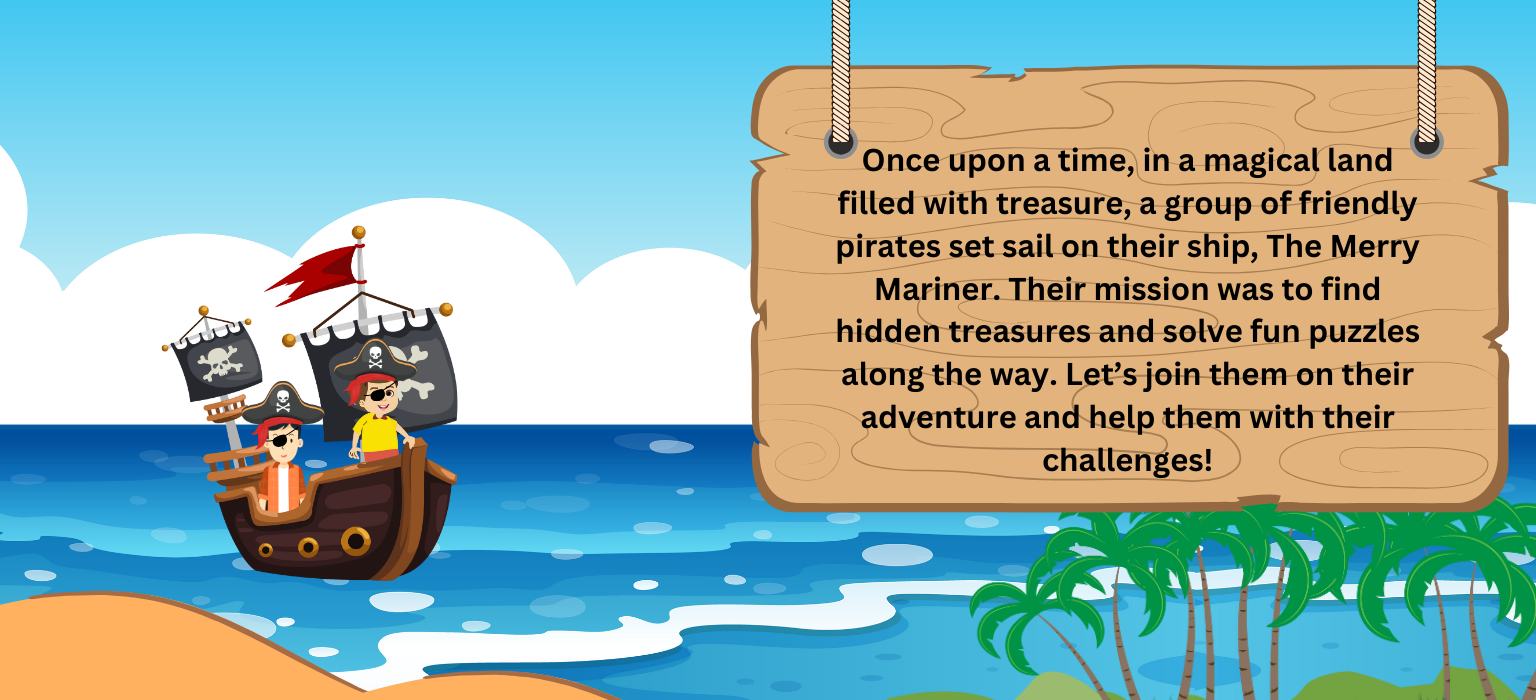 Once upon a time, in a magical land
filled with treasure, a group of friendly
pirates set sail on their ship, The Merry
Mariner. Their mission was to find
hidden treasures and solve fun puzzles
along the way. Let’s join them on their
adventure and help them with their
challenges!